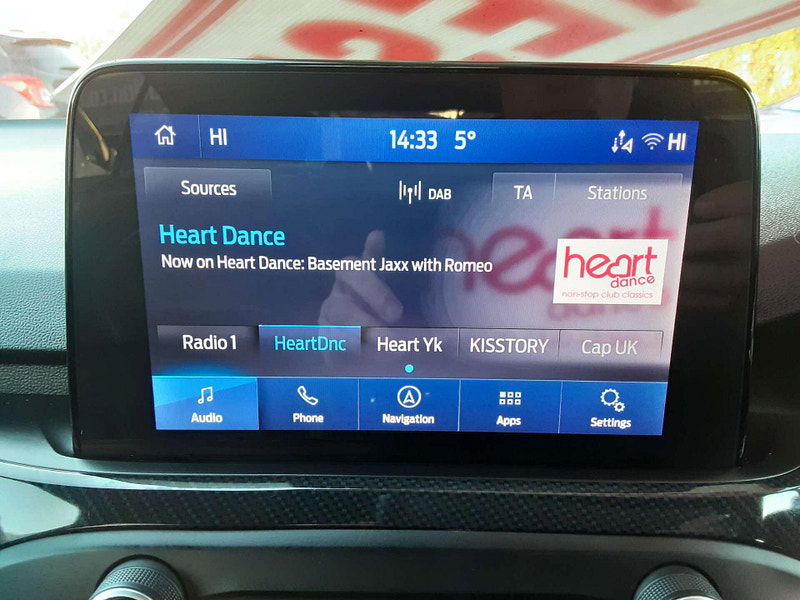 HI 14:33 5° HI
Sources DAB TA Stations
Heart Dance
Now on Heart Dance: Basement Jaxx with Romeo
heart
dance
non-stop club classics
Radio 1 HeartDnc Heart Yk KISSTORY Cap UK
Audio Phone Navigation Apps Settings